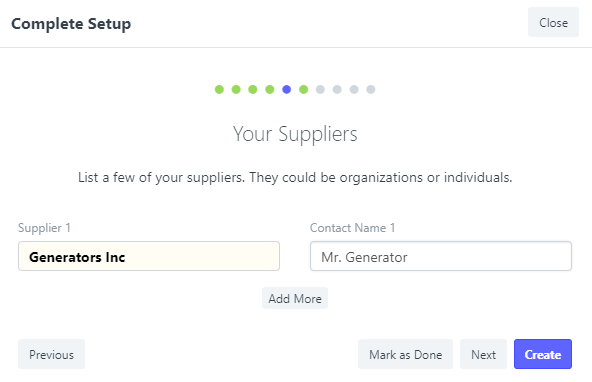 Complete Setup
Close
Your Suppliers
List a few of your suppliers. They could be organizations or individuals.
Supplier 1
Contact Name 1
Generators Inc
Mr. Generator
Add More
Previous
Mark as Done
Next
Create